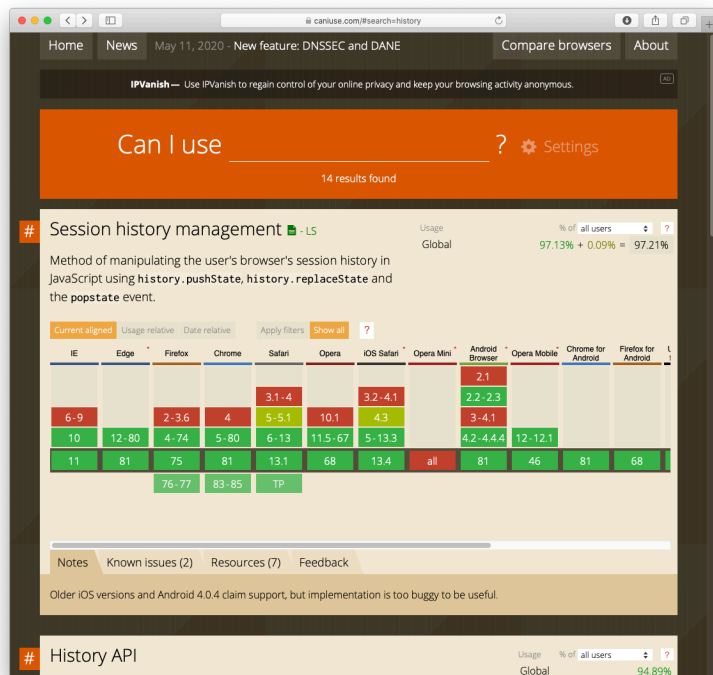 caniuse.com/#search=history
Home News May 11, 2020 - New feature: DNSSEC and DANE Compare browsers About
IPVanish — Use IPVanish to regain control of your online privacy and keep your browsing activity anonymous.
AD
Can I use ? Settings
14 results found
# Session history management - LS
Usage % of all users ?
Global 97.13% + 0.09% = 97.21%
Method of manipulating the user's browser's session history in
JavaScript using history.pushState, history.replaceState and
the popstate event.
Current aligned Usage relative Date relative Apply filters Show all ?
IE Edge * Firefox Chrome Safari Opera iOS Safari * Opera Mini * Android Browser * Opera Mobile * Chrome for Android Firefox for Android
2.1
3.1-4 3.2-4.1 2.2-2.3
6-9 2-3.6 4 5-5.1 10.1 4.3 3-4.1
10 12-80 4-74 5-80 6-13 11.5-67 5-13.3 4.2-4.4.4 12-12.1
11 81 75 81 13.1 68 13.4 all 81 46 81 68
76-77 83-85 TP
Notes Known issues (2) Resources (7) Feedback
Older iOS versions and Android 4.0.4 claim support, but implementation is too buggy to be useful.
# History API
Usage % of all users ?
Global 94.89%